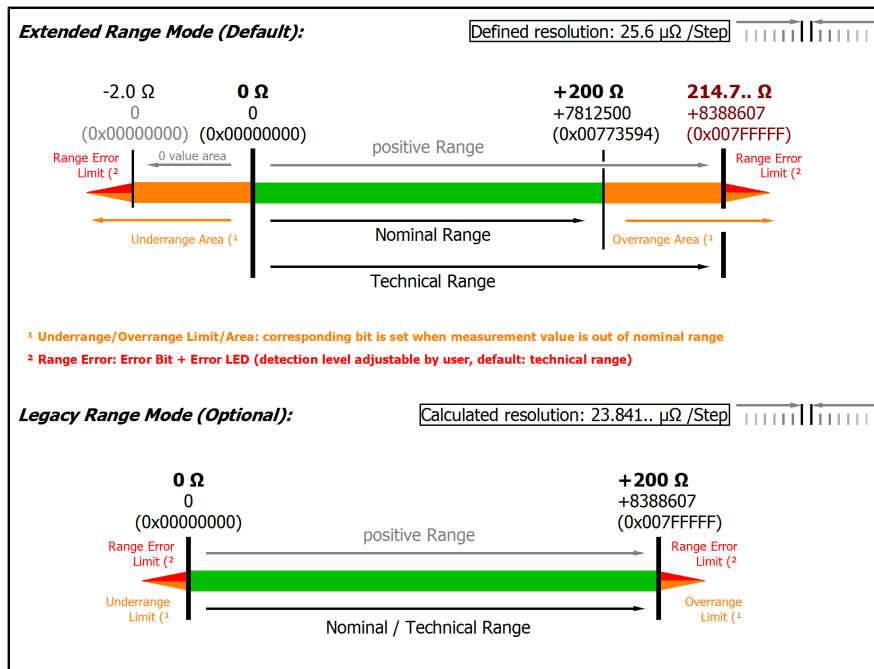 Extended Range Mode (Default):
Defined resolution: 25.6 µΩ /Step
-2.0 Ω
0
(0x00000000)
0 Ω
0
(0x00000000)
+200 Ω
+7812500
(0x00773594)
214.7.. Ω
+8388607
(0x007FFFFF)
Range Error
Limit (²
0 value area
positive Range
Range Error
Limit (²
Underrange Area (¹
Nominal Range
Overrange Area (¹
Technical Range
¹ Underrange/Overrange Limit/Area: corresponding bit is set when measurement value is out of nominal range
² Range Error: Error Bit + Error LED (detection level adjustable by user, default: technical range)
Legacy Range Mode (Optional):
Calculated resolution: 23.841.. µΩ /Step
0 Ω
0
(0x00000000)
+200 Ω
+8388607
(0x007FFFFF)
positive Range
Range Error
Limit (²
Range Error
Limit (²
Underrange
Limit (¹
Overrange
Limit (¹
Nominal / Technical Range